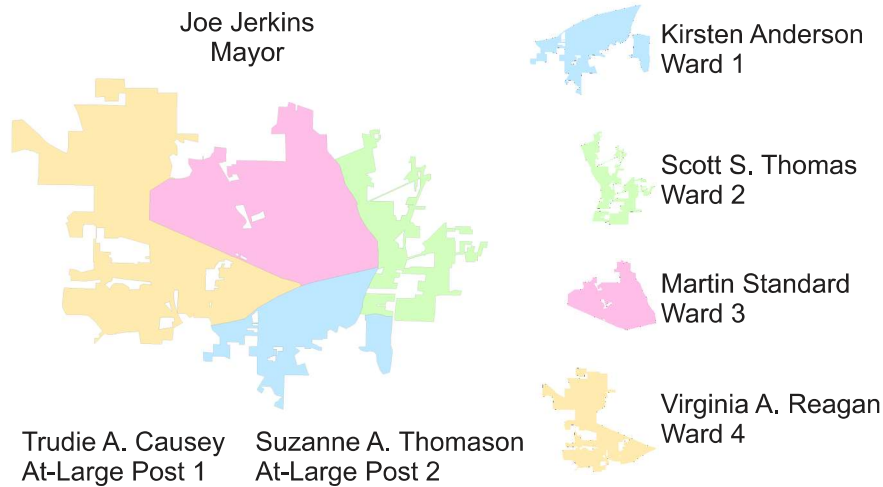 Joe Jerkins
Mayor
Kirsten Anderson
Ward 1
Scott S. Thomas
Ward 2
Martin Standard
Ward 3
Virginia A. Reagan
Ward 4
Trudie A. Causey
At-Large Post 1
Suzanne A. Thomason
At-Large Post 2